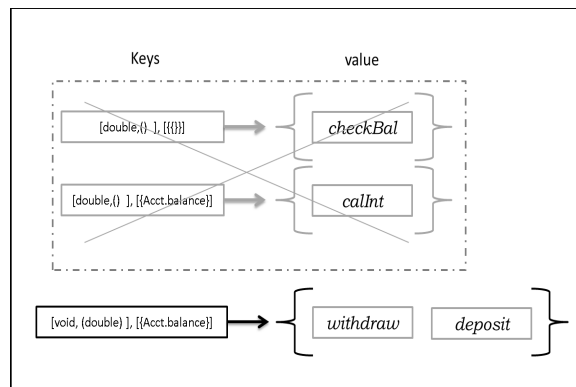 Keys value
[double,() ], [{{}}] checkBal
[double,() ], [{Acct.balance}] calInt
[void, (double) ], [{Acct.balance}] withdraw deposit